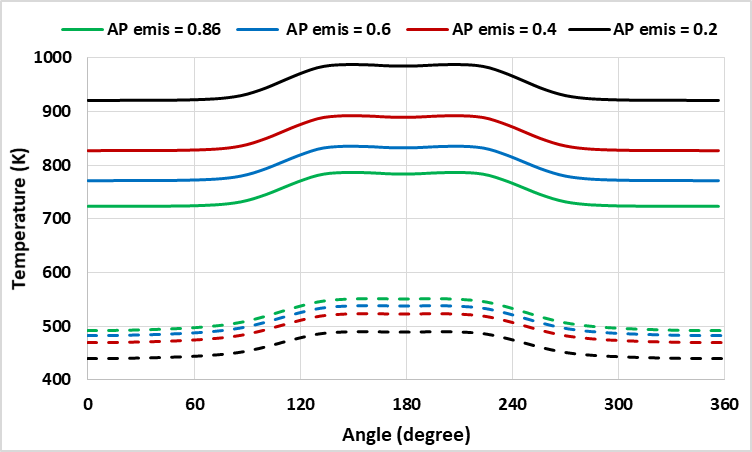 AP emis = 0.86 AP emis = 0.6 AP emis = 0.4 AP emis = 0.2
1000
900
800
700
600
500
400
Temperature (K)
0 60 120 180 240 300 360
Angle (degree)